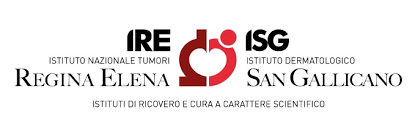 IRE ISG
ISTITUTO NAZIONALE TUMORI ISTITUTO DERMATOLOGICO
REGINA ELENA SAN GALLICANO
ISTITUTI DI RICOVERO E CURA A CARATTERE SCIENTIFICO